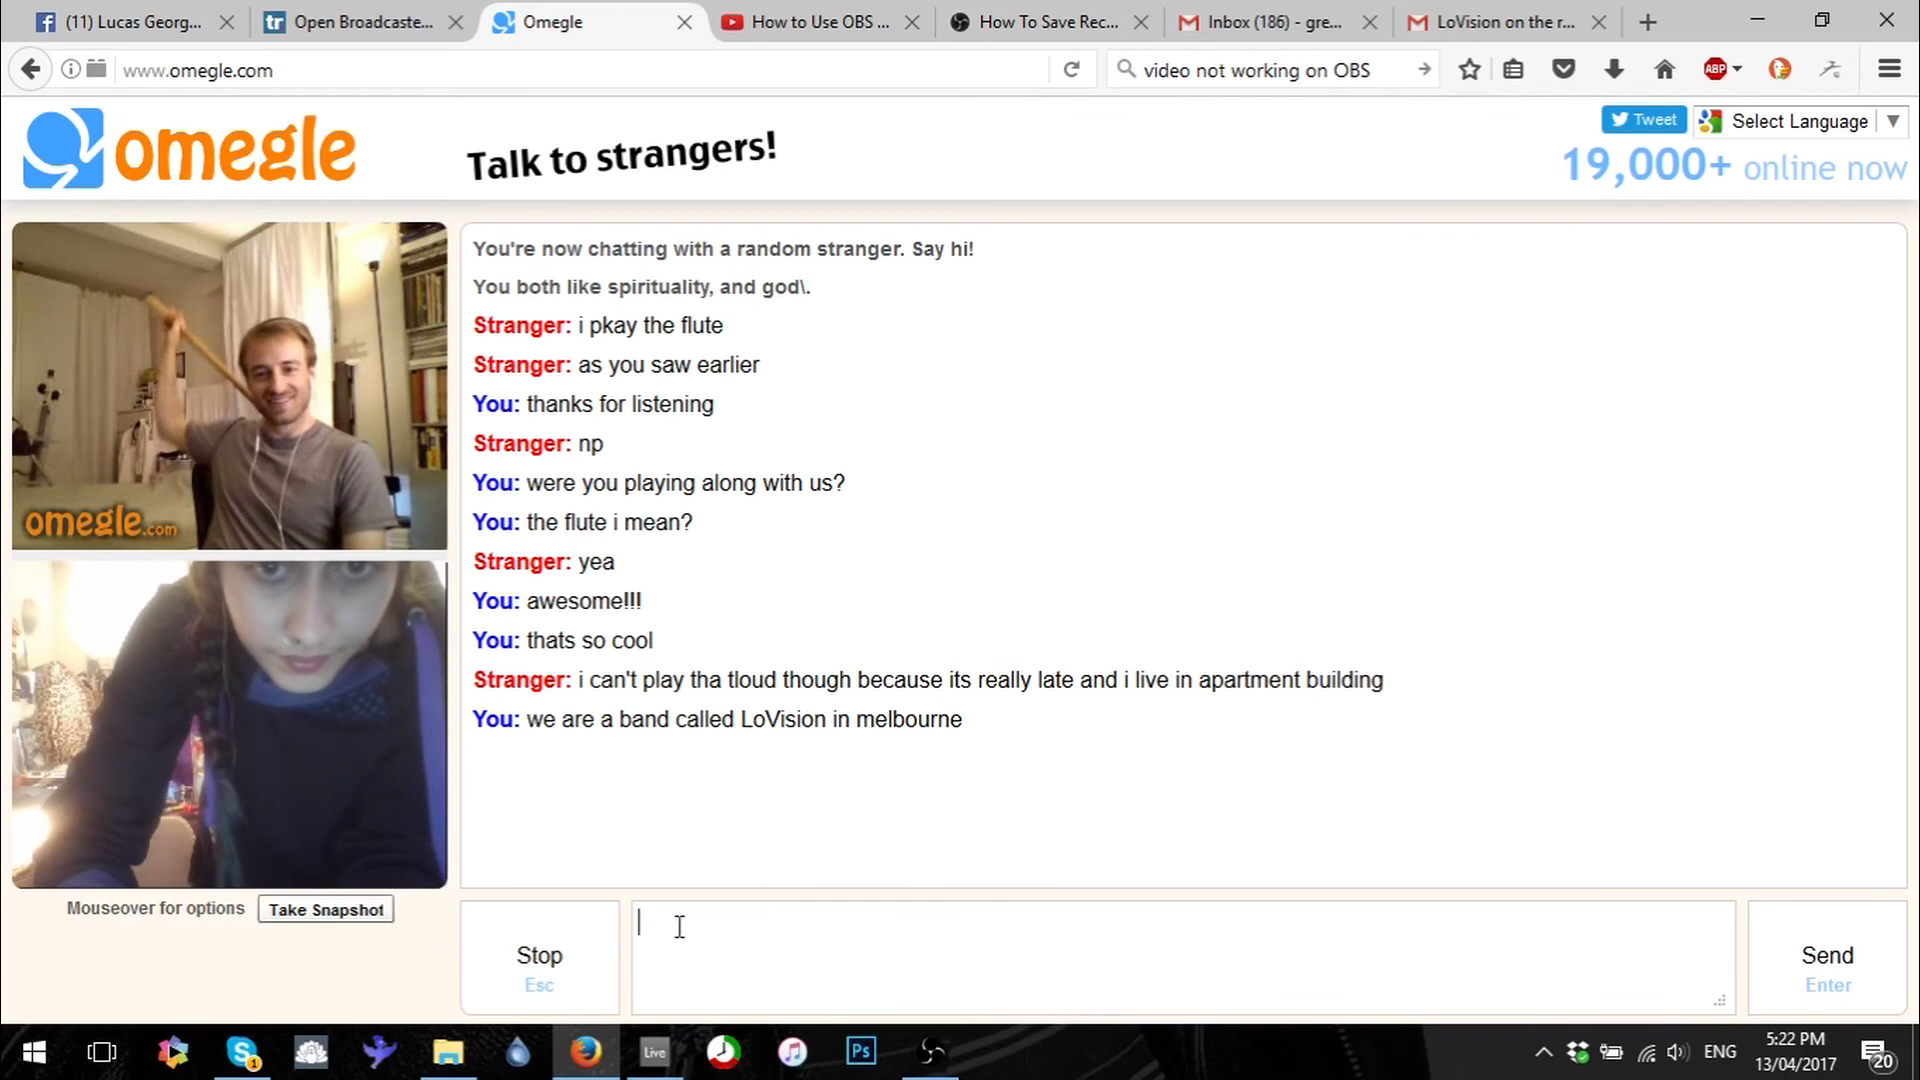 (11) Lucas Georg...
Open Broadcaste...
Omegle
How to Use OBS ...
How To Save Rec...
Inbox (186) - gre...
LoVision on the r...
www.omegle.com
video not working on OBS
ABP
omegle
Talk to strangers!
Tweet
Select Language
19,000+ online now
You're now chatting with a random stranger. Say hi!
You both like spirituality, and god\.
Stranger: i pkay the flute
Stranger: as you saw earlier
You: thanks for listening
Stranger: np
You: were you playing along with us?
You: the flute i mean?
Stranger: yea
You: awesome!!!
You: thats so cool
Stranger: i can't play tha tloud though because its really late and i live in apartment building
You: we are a band called LoVision in melbourne
omegle.com
Mouseover for options
Take Snapshot
Stop
Esc
Send
Enter
1
Live
Ps
ENG
5:22 PM
13/04/2017
20